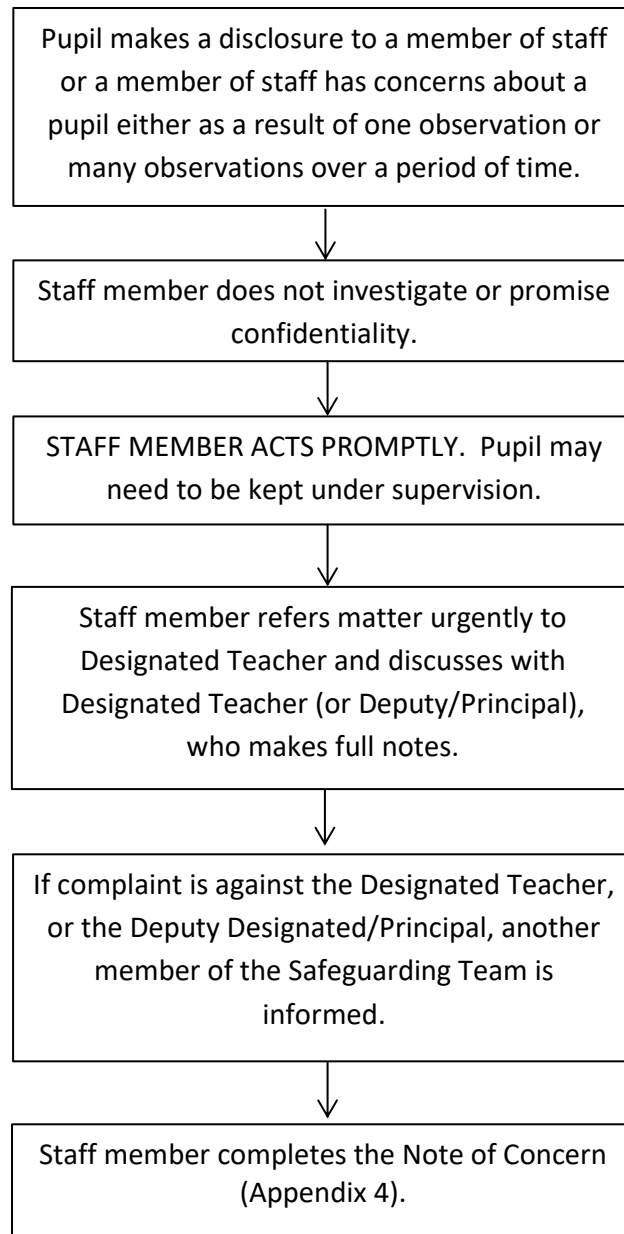 Pupil makes a disclosure to a member of staff
or a member of staff has concerns about a
pupil either as a result of one observation or
many observations over a period of time.
Staff member does not investigate or promise
confidentiality.
STAFF MEMBER ACTS PROMPTLY.  Pupil may
need to be kept under supervision.
Staff member refers matter urgently to
Designated Teacher and discusses with
Designated Teacher (or Deputy/Principal),
who makes full notes.
If complaint is against the Designated Teacher,
or the Deputy Designated/Principal, another
member of the Safeguarding Team is
informed.
Staff member completes the Note of Concern
(Appendix 4).